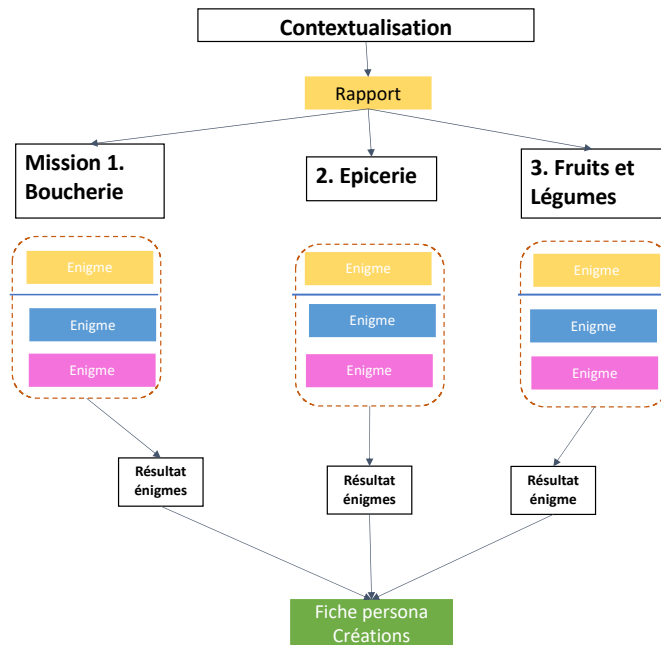 Contextualisation
Rapport
Mission 1.
Boucherie
2. Epicerie
3. Fruits et
Légumes
Enigme
Enigme
Enigme
Enigme
Enigme
Enigme
Enigme
Enigme
Enigme
Résultat
énigmes
Résultat
énigmes
Résultat
énigme
Fiche persona
Créations